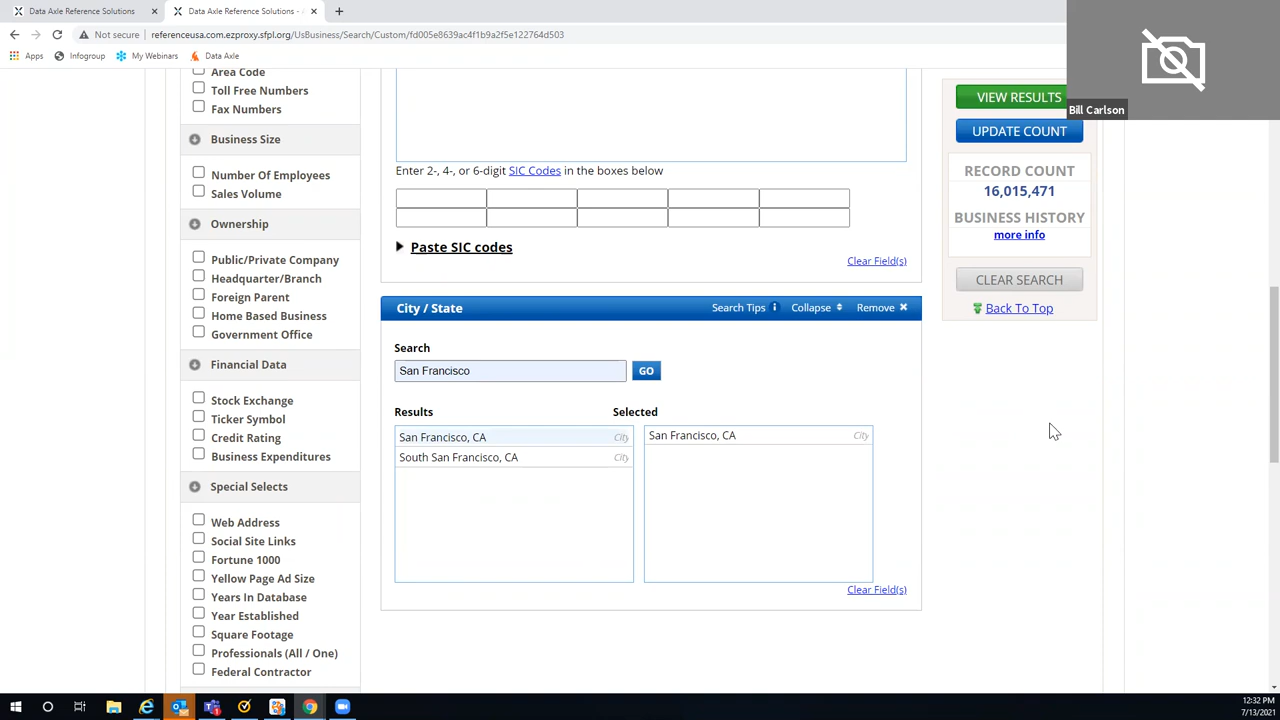 Data Axle Reference Solutions
Data Axle Reference Solutions -
Not secure
referenceusa.com.ezproxy.sfpl.org/UsBusiness/Search/Custom/fd005e8639ac4f1b9a2f5e122764d503
Apps
Infogroup
My Webinars
Data Axle
Bill Carlson
Area Code
Toll Free Numbers
Fax Numbers
Business Size
Number Of Employees
Sales Volume
Ownership
Public/Private Company
Headquarter/Branch
Foreign Parent
Home Based Business
Government Office
Financial Data
Stock Exchange
Ticker Symbol
Credit Rating
Business Expenditures
Special Selects
Web Address
Social Site Links
Fortune 1000
Yellow Page Ad Size
Years In Database
Year Established
Square Footage
Professionals (All / One)
Federal Contractor
Enter 2-, 4-, or 6-digit SIC Codes in the boxes below
Paste SIC codes
Clear Field(s)
City / State
Search Tips
Collapse
Remove
Search
San Francisco
GO
Results
Selected
San Francisco, CA City
South San Francisco, CA City
San Francisco, CA City
Clear Field(s)
VIEW RESULTS
UPDATE COUNT
RECORD COUNT
16,015,471
BUSINESS HISTORY
more info
CLEAR SEARCH
Back To Top
12:32 PM
7/13/2021